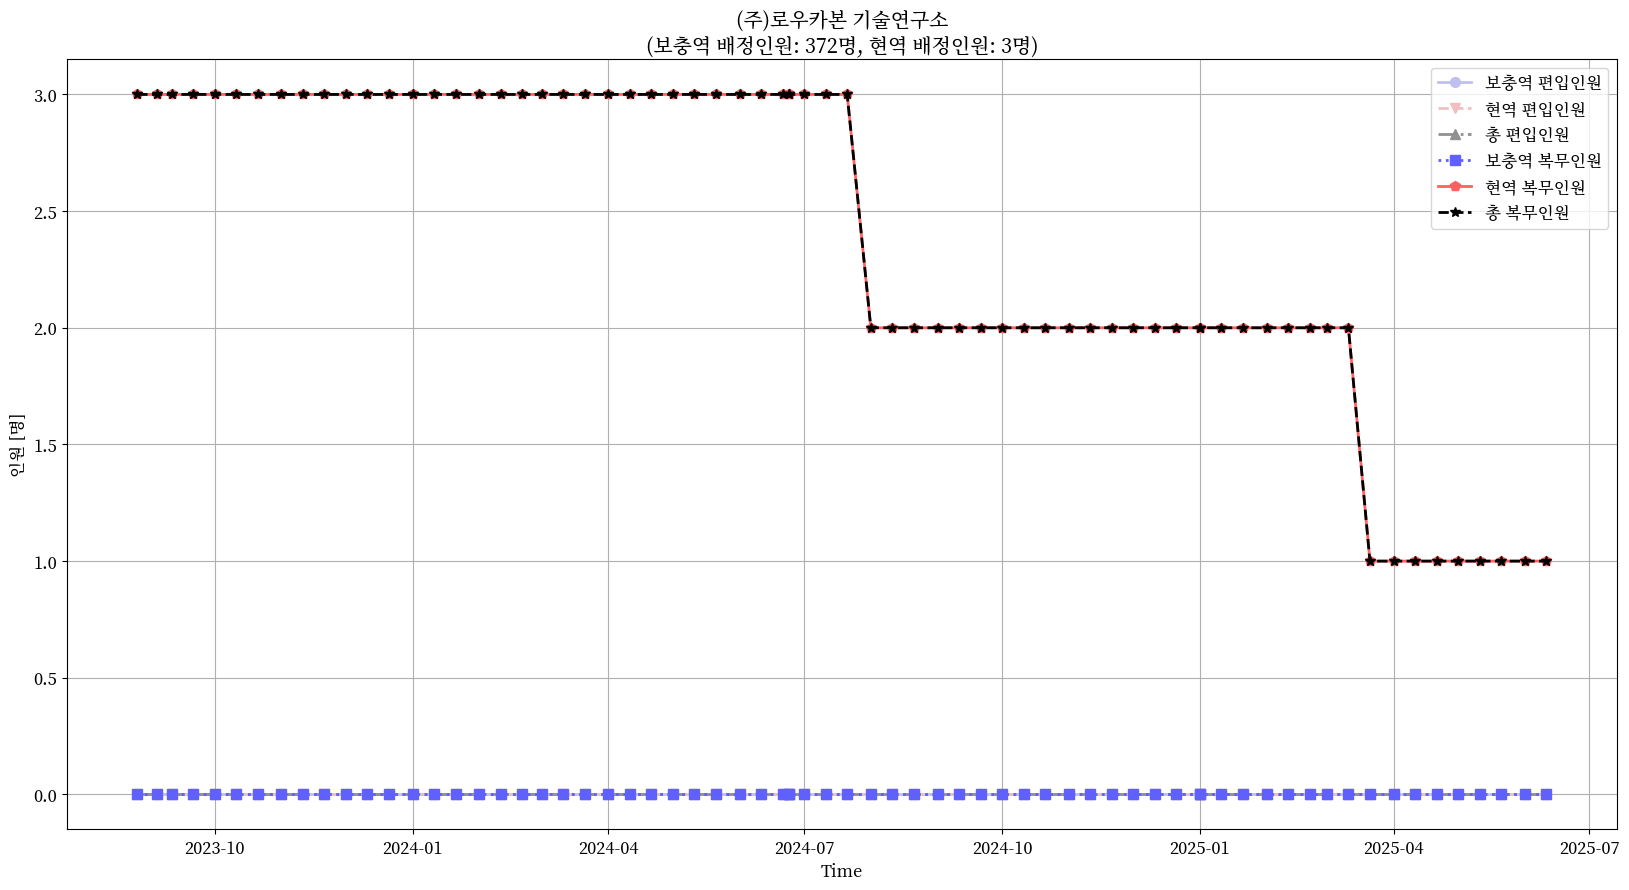 (주)로우카본 기술연구소
(보충역 배정인원: 372명, 현역 배정인원: 3명)
보충역 편입인원
현역 편입인원
총 편입인원
보충역 복무인원
현역 복무인원
총 복무인원
인원 [명]
3.0
2.5
2.0
1.5
1.0
0.5
0.0
2023-10
2024-01
2024-04
2024-07
2024-10
2025-01
2025-04
2025-07
Time